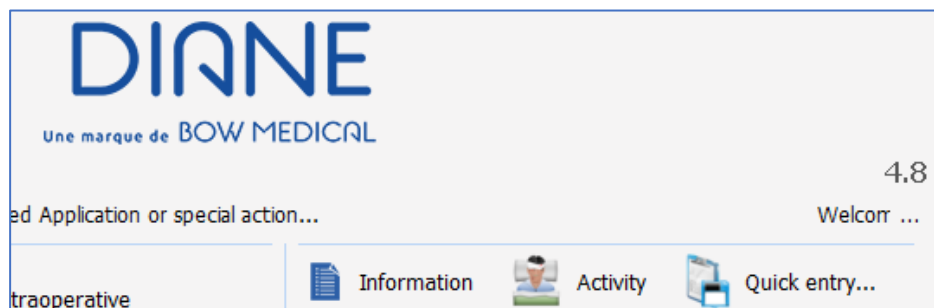 DIANE
Une marque de BOW MEDICAL
4.8
ed Application or special action...
Welcom ...
traoperative
Information
Activity
Quick entry...